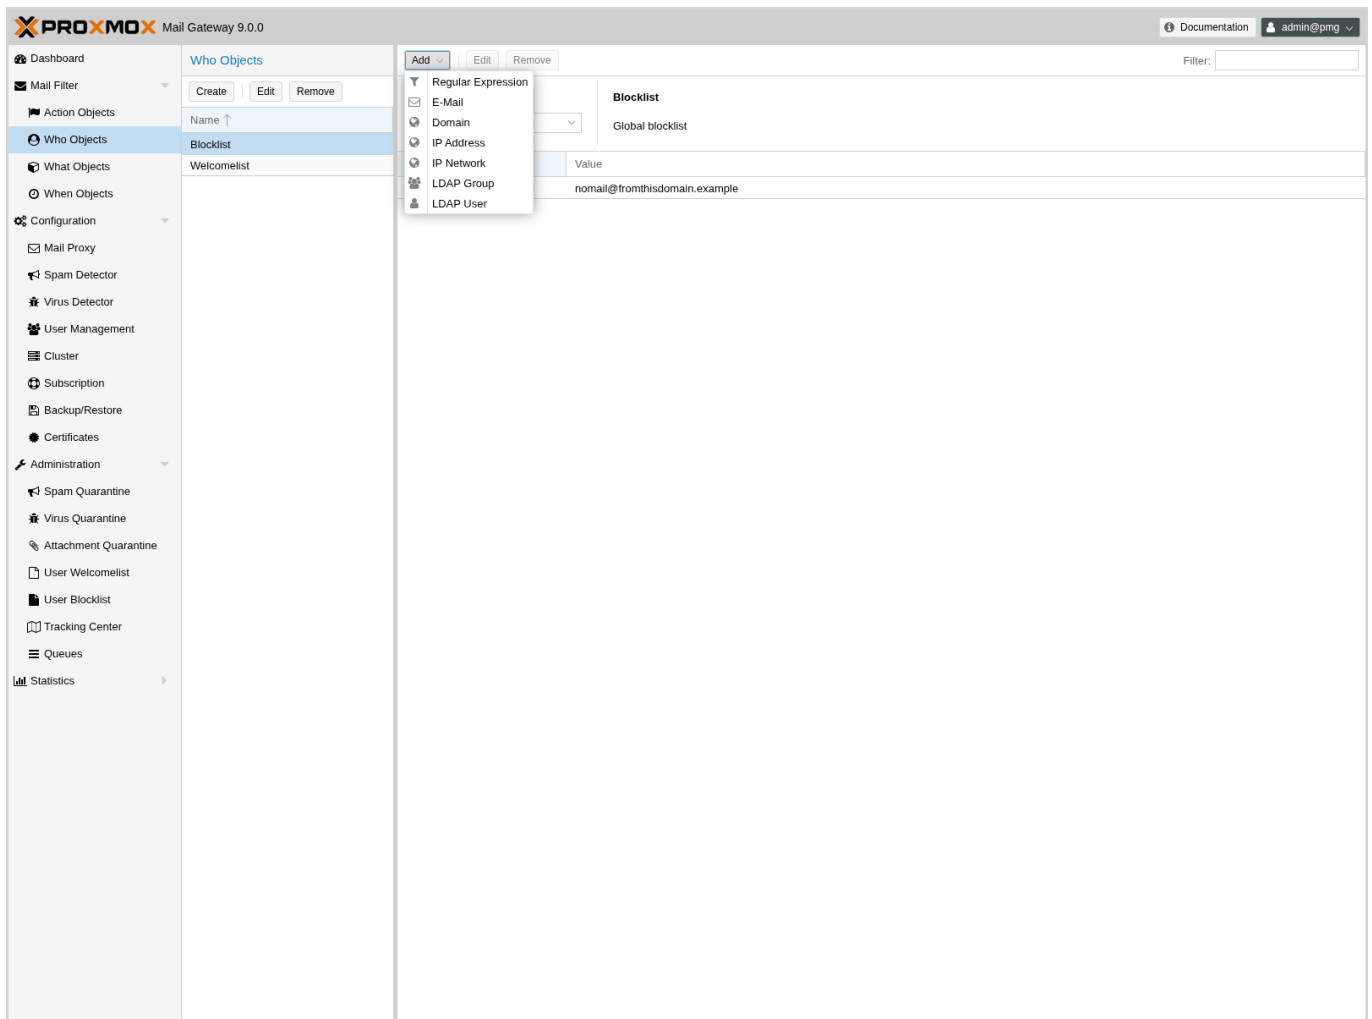 PROXMOX Mail Gateway 9.0.0
Documentation
admin@pmg
Dashboard
Mail Filter
Action Objects
Who Objects
What Objects
When Objects
Configuration
Mail Proxy
Spam Detector
Virus Detector
User Management
Cluster
Subscription
Backup/Restore
Certificates
Administration
Spam Quarantine
Virus Quarantine
Attachment Quarantine
User Welcomelist
User Blocklist
Tracking Center
Queues
Statistics
Who Objects
Create Edit Remove
Name
Blocklist
Welcomelist
Add Edit Remove
Filter:
Regular Expression
E-Mail
Domain
IP Address
IP Network
LDAP Group
LDAP User
Blocklist
Global blocklist
Value
nomail@fromthisdomain.example